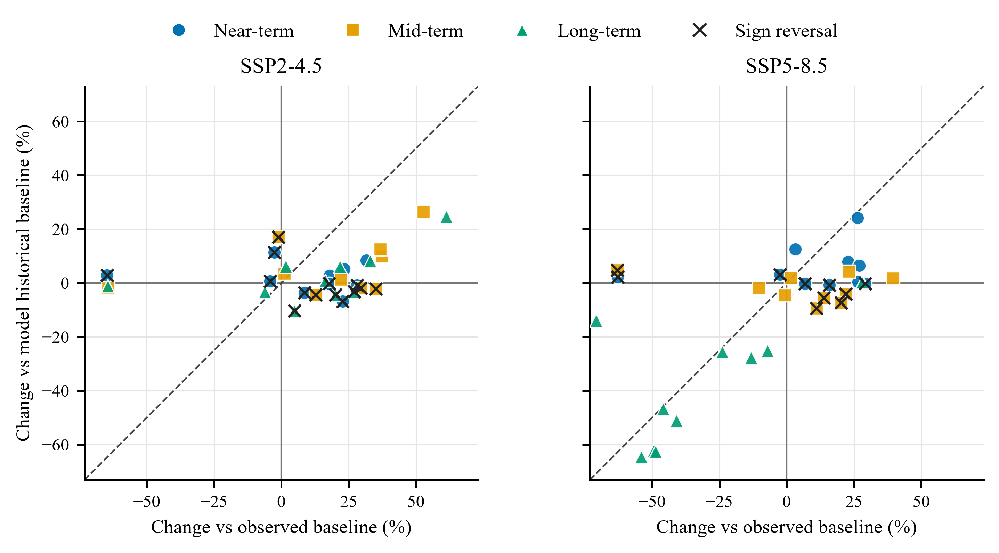 Near-term Mid-term Long-term Sign reversal
SSP2-4.5 SSP5-8.5
Change vs model historical baseline (%)
60
40
20
0
−20
−40
−60
−50 −25 0 25 50 −50 −25 0 25 50
Change vs observed baseline (%) Change vs observed baseline (%)